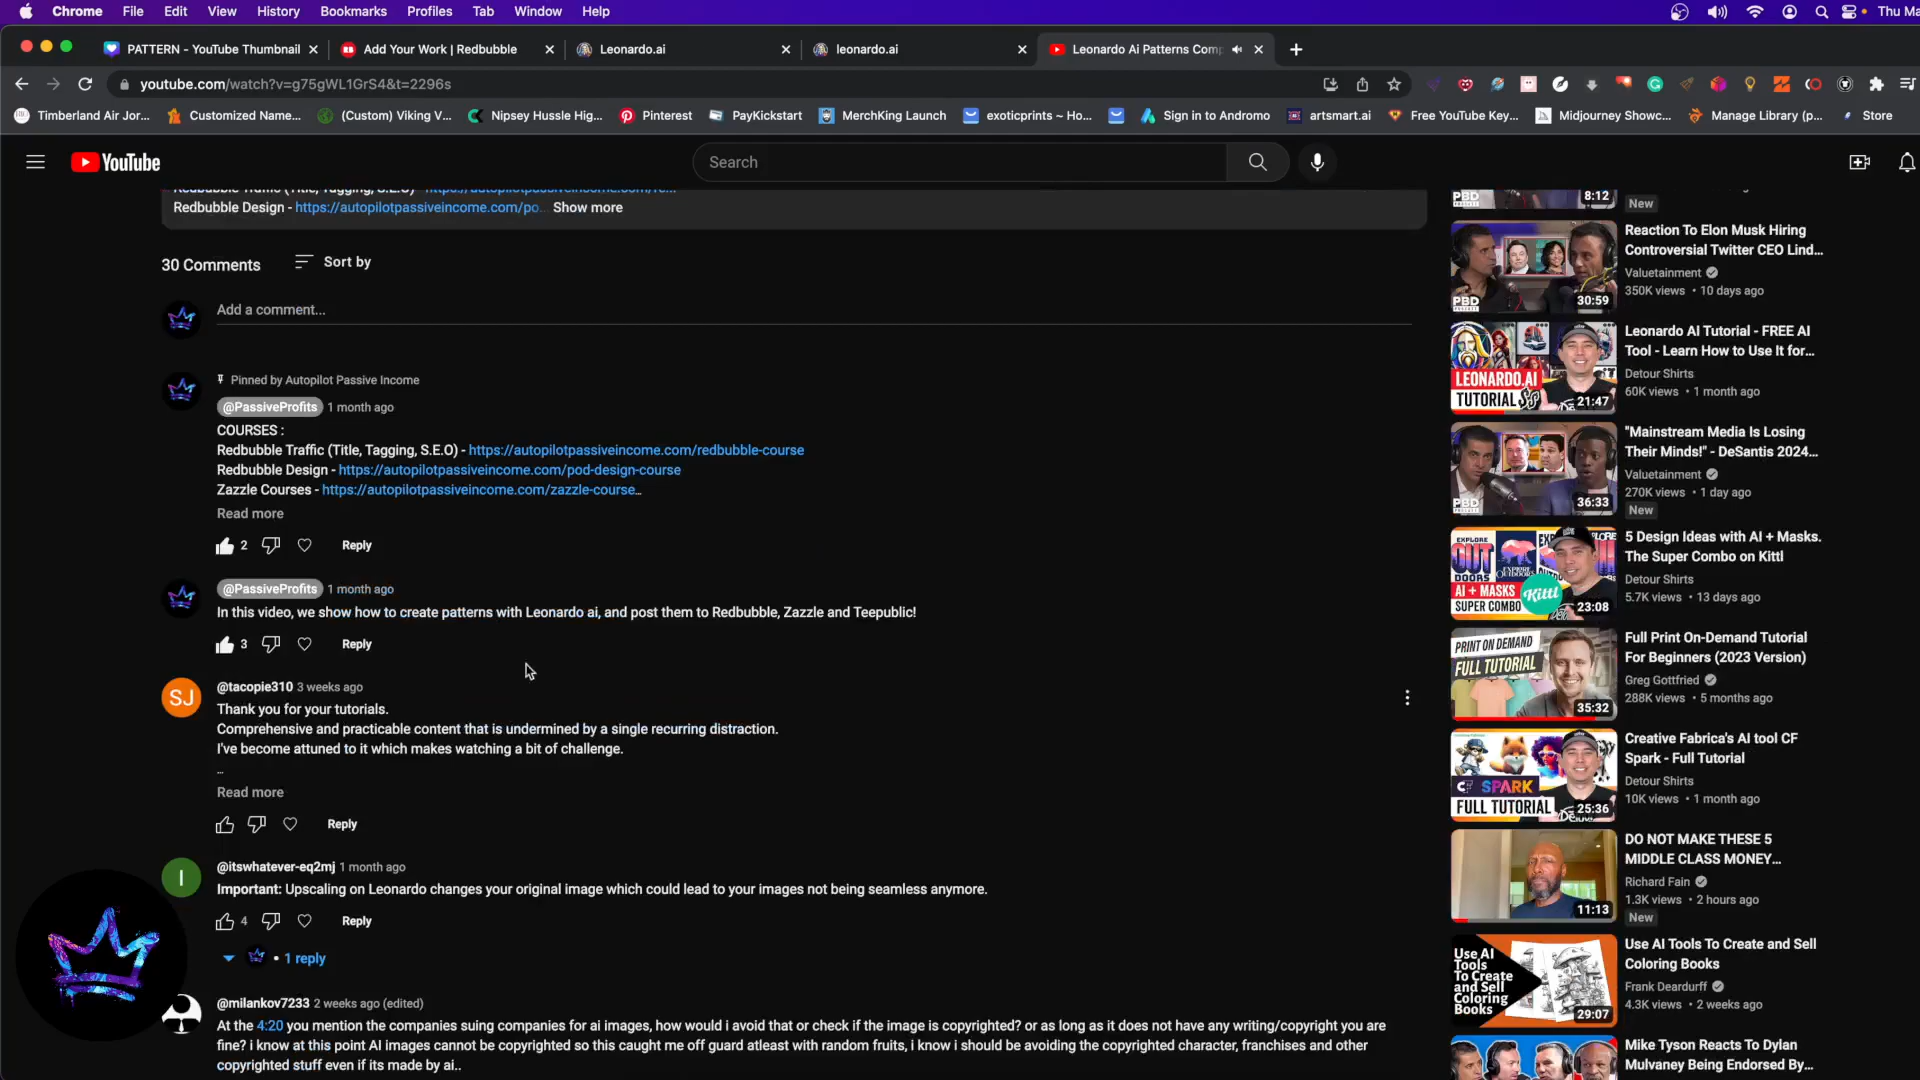 Chrome File Edit View History Bookmarks Profiles Tab Window Help Thu
PATTERN - YouTube Thumbnail
Add Your Work | Redbubble
Leonardo.ai
leonardo.ai
Leonardo Ai Patterns Comp
youtube.com/watch?v=g75gWL1GrS4&t=2296s
Timberland Air Jor...
Customized Name...
(Custom) Viking V...
Nipsey Hussle Hig...
Pinterest
PayKickstart
MerchKing Launch
exoticprints ~ Ho...
Sign in to Andromo
artsmart.ai
Free YouTube Key...
Midjourney Showc...
Manage Library (p...
Store
YouTube
Search
Redbubble Traffic (Title, Tagging, S.E.O) - https://autopilotpassiveincome.com/re...
Redbubble Design - https://autopilotpassiveincome.com/po... Show more
30 Comments
Sort by
Add a comment...
Pinned by Autopilot Passive Income
@PassiveProfits 1 month ago
COURSES :
Redbubble Traffic (Title, Tagging, S.E.O) - https://autopilotpassiveincome.com/redbubble-course
Redbubble Design - https://autopilotpassiveincome.com/pod-design-course
Zazzle Courses - https://autopilotpassiveincome.com/zazzle-course...
Read more
2 Reply
@PassiveProfits 1 month ago
In this video, we show how to create patterns with Leonardo ai, and post them to Redbubble, Zazzle and Teepublic!
3 Reply
SJ
@tacopie310 3 weeks ago
Thank you for your tutorials.
Comprehensive and practicable content that is undermined by a single recurring distraction.
I've become attuned to it which makes watching a bit of challenge.
...
Read more
Reply
I
@itswhatever-eq2mj 1 month ago
Important: Upscaling on Leonardo changes your original image which could lead to your images not being seamless anymore.
4 Reply
• 1 reply
@milankov7233 2 weeks ago (edited)
At the 4:20 you mention the companies suing companies for ai images, how would i avoid that or check if the image is copyrighted? or as long as it does not have any writing/copyright you are
fine? i know at this point AI images cannot be copyrighted so this caught me off guard atleast with random fruits, i know i should be avoiding the copyrighted character, franchises and other
copyrighted stuff even if its made by ai..
PBD
8:12
New
PBD
30:59
Reaction To Elon Musk Hiring
Controversial Twitter CEO Lind...
Valuetainment
350K views • 10 days ago
LEONARDO.AI
TUTORIAL
21:47
Leonardo AI Tutorial - FREE AI
Tool - Learn How to Use It for...
Detour Shirts
60K views • 1 month ago
PBD
36:33
"Mainstream Media Is Losing
Their Minds!" - DeSantis 2024...
Valuetainment
270K views • 1 day ago
New
EXPLORE
OUT
DOORS
AI + MASKS
SUPER COMBO
Kittl
23:08
5 Design Ideas with AI + Masks.
The Super Combo on Kittl
Detour Shirts
5.7K views • 13 days ago
PRINT ON DEMAND
FULL TUTORIAL
35:32
Full Print On-Demand Tutorial
For Beginners (2023 Version)
Greg Gottfried
288K views • 5 months ago
SPARK
FULL TUTORIAL
25:36
Creative Fabrica's AI tool CF
Spark - Full Tutorial
Detour Shirts
10K views • 1 month ago
11:13
DO NOT MAKE THESE 5
MIDDLE CLASS MONEY...
Richard Fain
1.3K views • 2 hours ago
New
Use AI
Tools
To Create
and Sell
Coloring
Books
29:07
Use AI Tools To Create and Sell
Coloring Books
Frank Deardurff
4.3K views • 2 weeks ago
Mike Tyson Reacts To Dylan
Mulvaney Being Endorsed By...